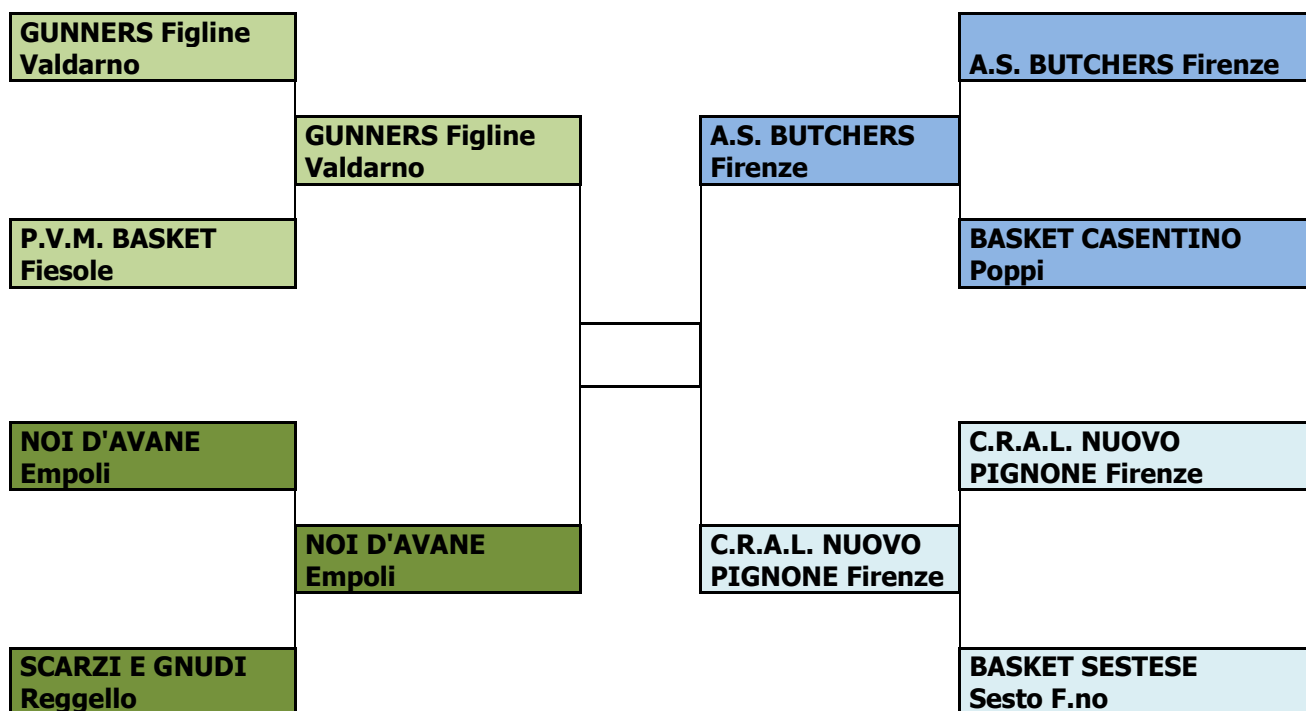 GUNNERS Figline
Valdarno
A.S. BUTCHERS Firenze
GUNNERS Figline
Valdarno
A.S. BUTCHERS
Firenze
P.V.M. BASKET
Fiesole
BASKET CASENTINO
Poppi
NOI D'AVANE
Empoli
C.R.A.L. NUOVO
PIGNONE Firenze
NOI D'AVANE
Empoli
C.R.A.L. NUOVO
PIGNONE Firenze
SCARZI E GNUDI
Reggello
BASKET SESTESE
Sesto F.no